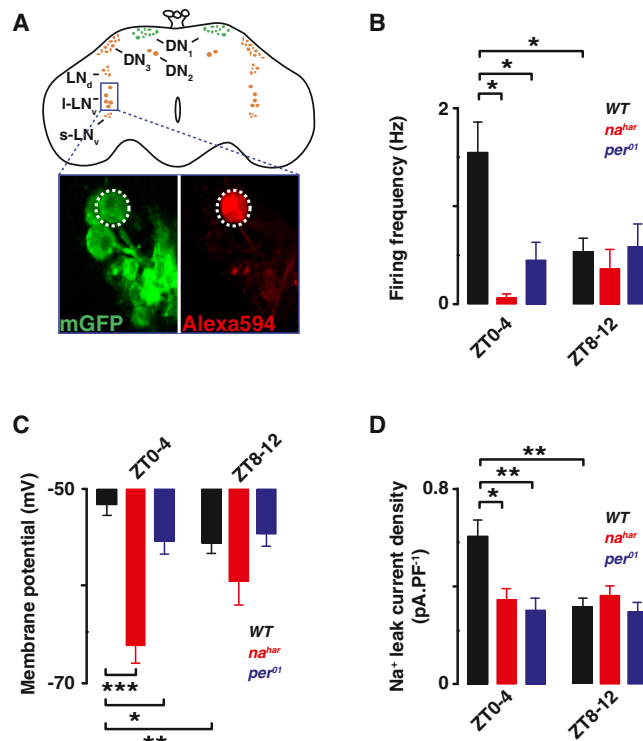 A
DN₁
DN₃
DN₂
LNd
l-LNv
s-LNv
mGFP
Alexa594
B
*
*
*
2
WT
naʰᵃʳ
per⁰¹
Firing frequency (Hz)
0
ZT0-4
ZT8-12
C
ZT0-4
ZT8-12
-50
Membrane potential (mV)
WT
naʰᵃʳ
per⁰¹
-70
***
*
**
D
**
**
*
0.8
WT
naʰᵃʳ
per⁰¹
Na⁺ leak current density
(pA.PF⁻¹)
0
ZT0-4
ZT8-12